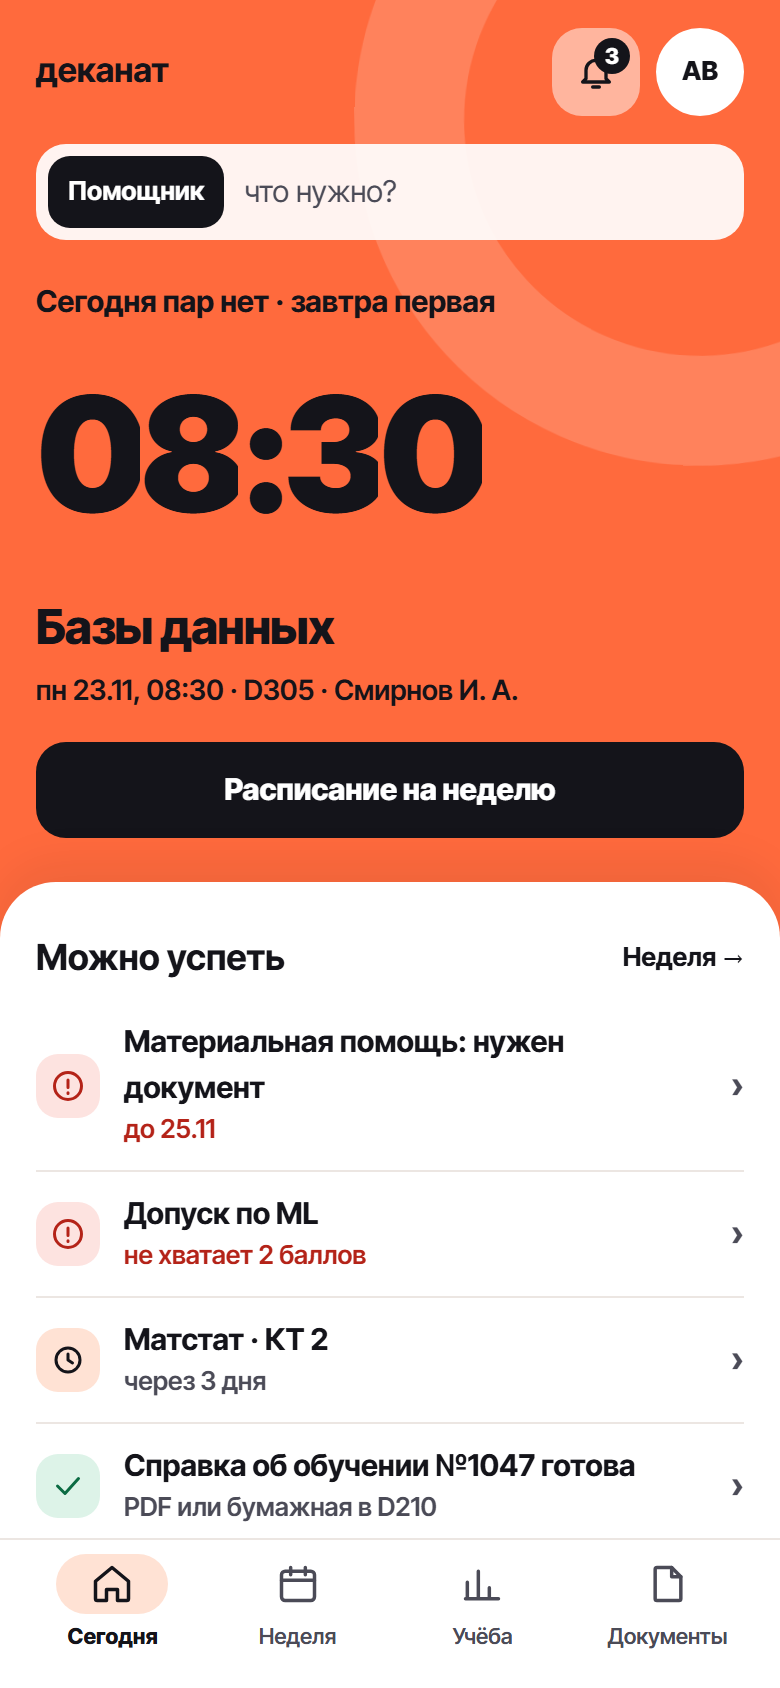 деканат
3
АВ
Помощник
что нужно?
Сегодня пар нет · завтра первая
08:30
Базы данных
пн 23.11, 08:30 · D305 · Смирнов И. А.
Расписание на неделю
Можно успеть
Неделя →
Материальная помощь: нужен
документ
до 25.11
Допуск по ML
не хватает 2 баллов
Матстат · КТ 2
через 3 дня
Справка об обучении №1047 готова
PDF или бумажная в D210
Сегодня
Неделя
Учёба
Документы